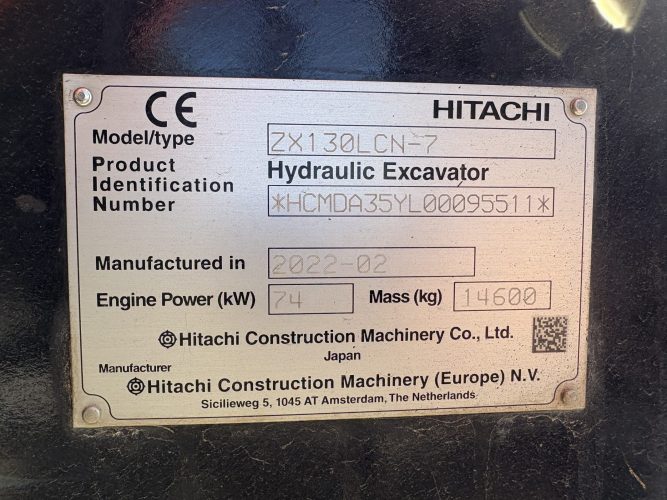 CE HITACHI
Model/type ZX130LCN-7
Product Hydraulic Excavator
Identification
Number *HCMDA35YL00095511*
Manufactured in 2022-02
Engine Power (kW) 74 Mass (kg) 14600
Hitachi Construction Machinery Co., Ltd.
Japan
Manufacturer
Hitachi Construction Machinery (Europe) N.V.
Sicilieweg 5, 1045 AT Amsterdam, The Netherlands